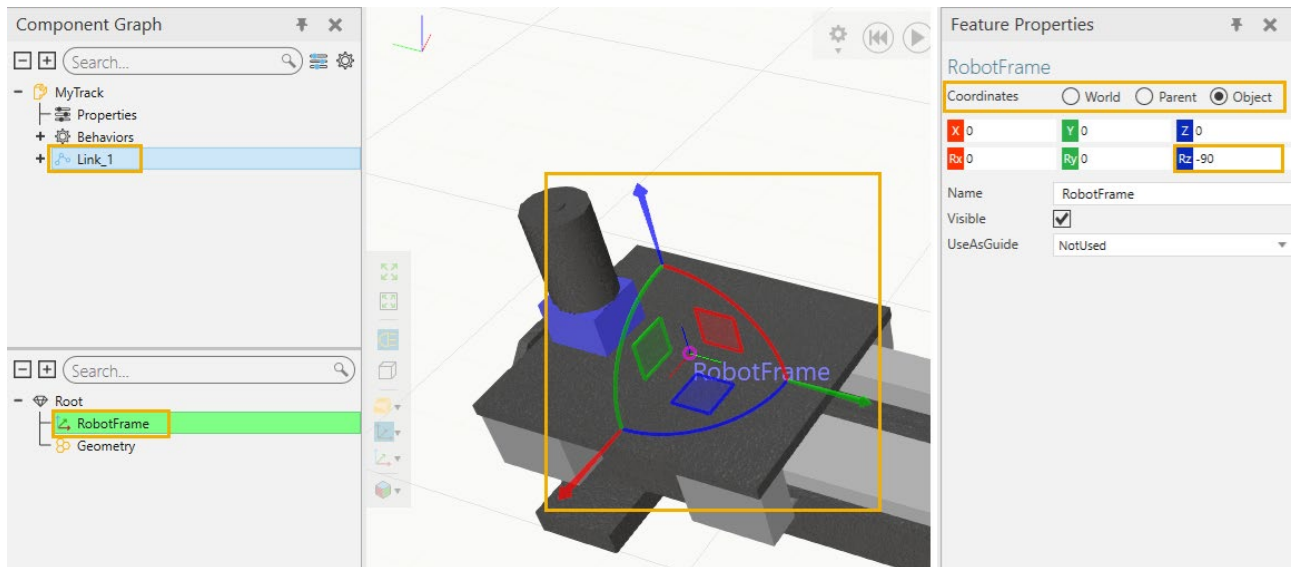 Component Graph
Search...
MyTrack
Properties
Behaviors
Link_1
Search...
Root
RobotFrame
Geometry
RobotFrame
Feature Properties
RobotFrame
Coordinates World Parent Object
X 0 Y 0 Z 0
Rx 0 Ry 0 Rz -90
Name RobotFrame
Visible
UseAsGuide NotUsed